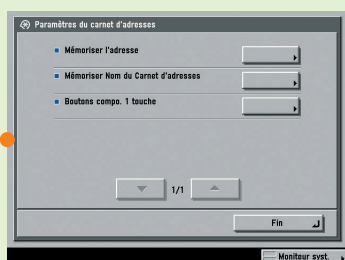 Paramètres du carnet d'adresses
Mémoriser l'adresse
Mémoriser Nom du Carnet d'adresses
Boutons compo. 1 touche
1/1
Fin
Moniteur syst.